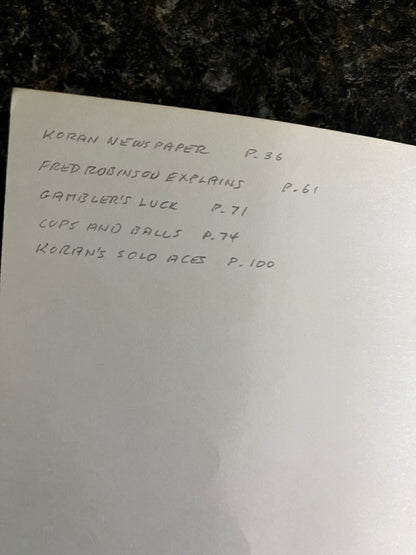 KORAN NEWSPAPER P. 36
FRED ROBINSON EXPLAINS P. 61
GAMBLER'S LUCK P. 71
CUPS AND BALLS P. 74
KORAN'S SOLO ACES P. 100